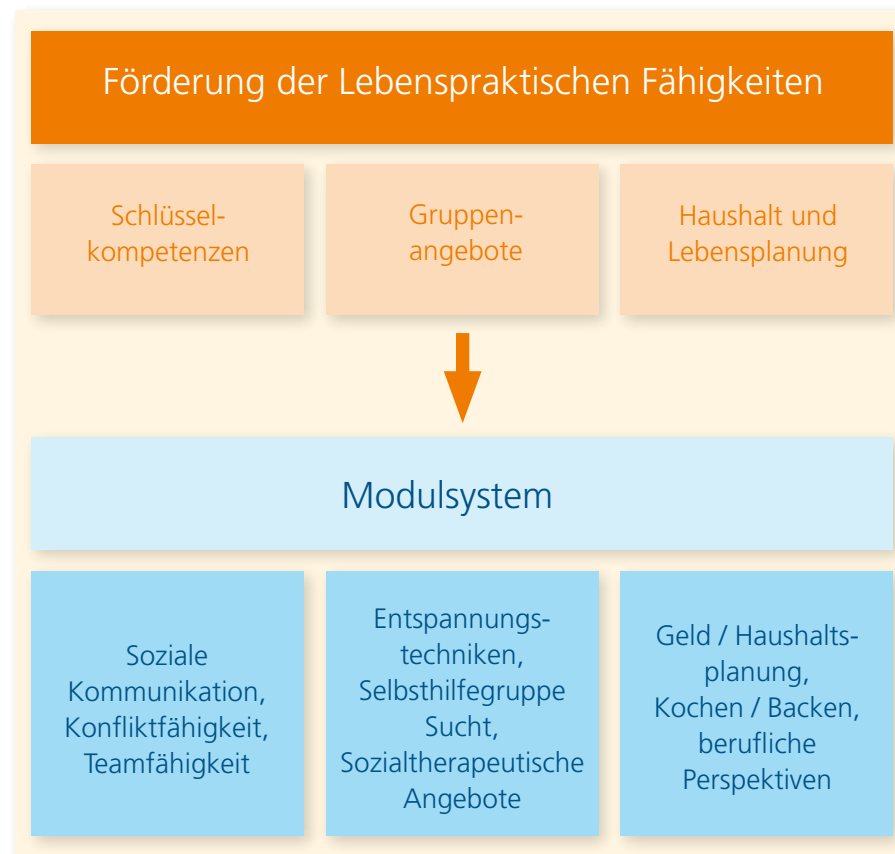 Förderung der Lebenspraktischen Fähigkeiten
Schlüssel-
kompetenzen
Gruppen-
angebote
Haushalt und
Lebensplanung
Modulsystem
Soziale
Kommunikation,
Konfliktfähigkeit,
Teamfähigkeit
Entspannungs-
techniken,
Selbsthilfegruppe
Sucht,
Sozialtherapeutische
Angebote
Geld / Haushalts-
planung,
Kochen / Backen,
berufliche
Perspektiven